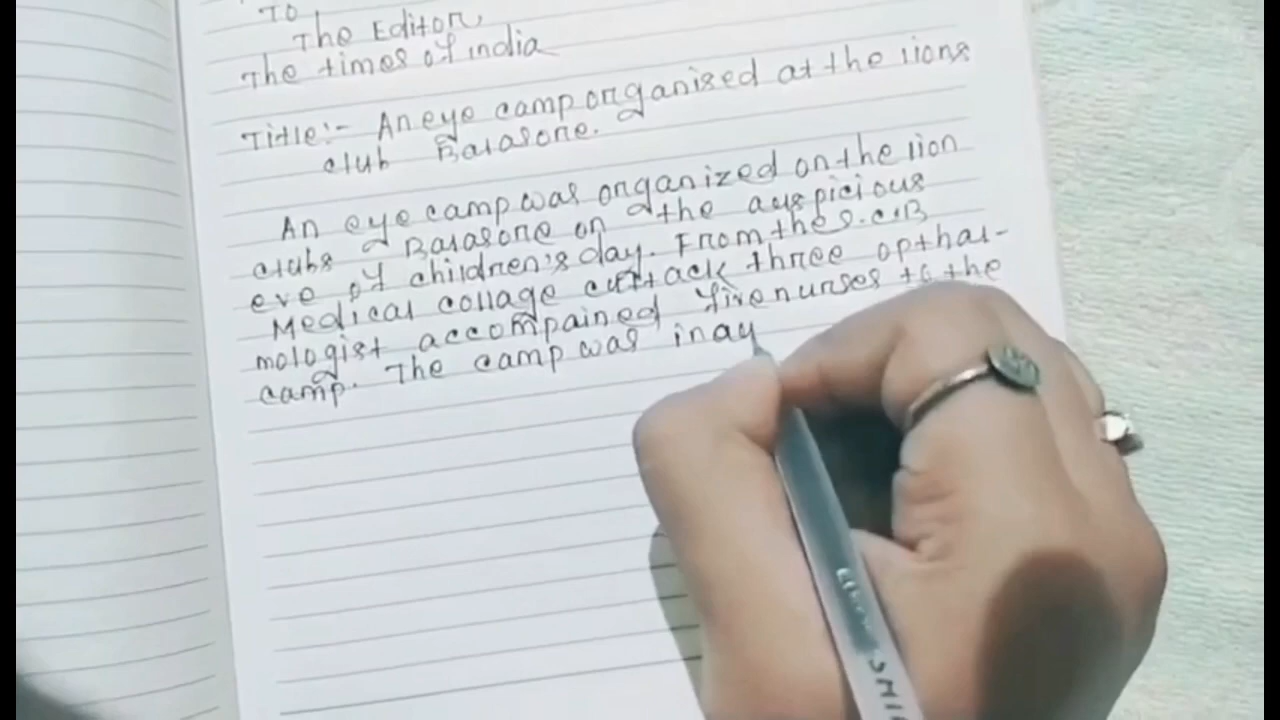 To
The Editor,
The times of india
Title:- An eye camp organised at the lions
club Balasore.
An eye camp was organized on the lion
clubs Balasore on the auspicious
eve of children's day. From the S.C.B
Medical collage cuttack three opthal-
mologist accompained five nurses to the
camp. The camp was inau